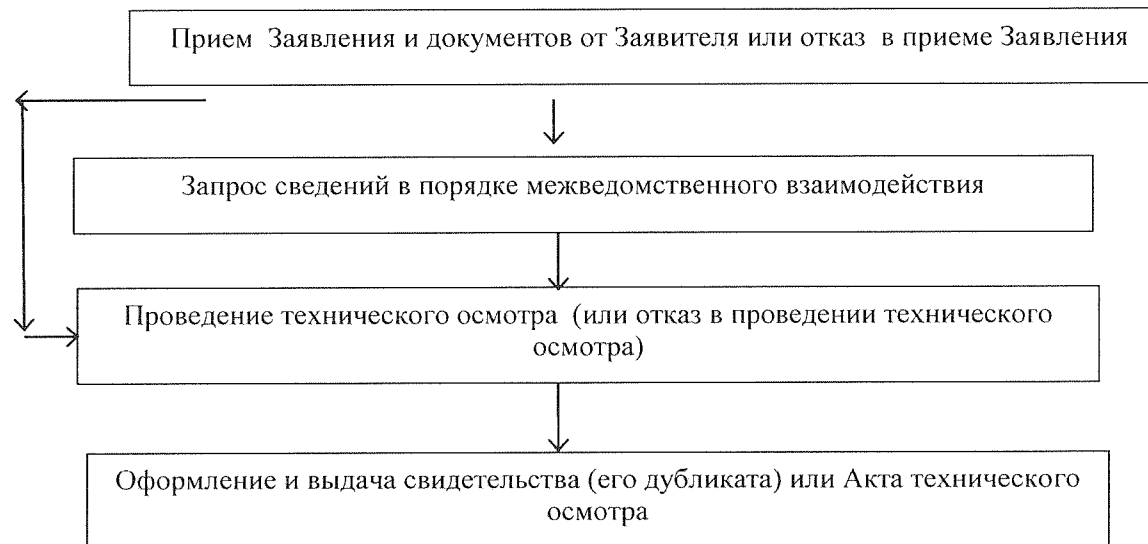 Прием Заявления и документов от Заявителя или отказ в приеме Заявления
Запрос сведений в порядке межведомственного взаимодействия
Проведение технического осмотра (или отказ в проведении технического
осмотра)
Оформление и выдача свидетельства (его дубликата) или Акта технического
осмотра